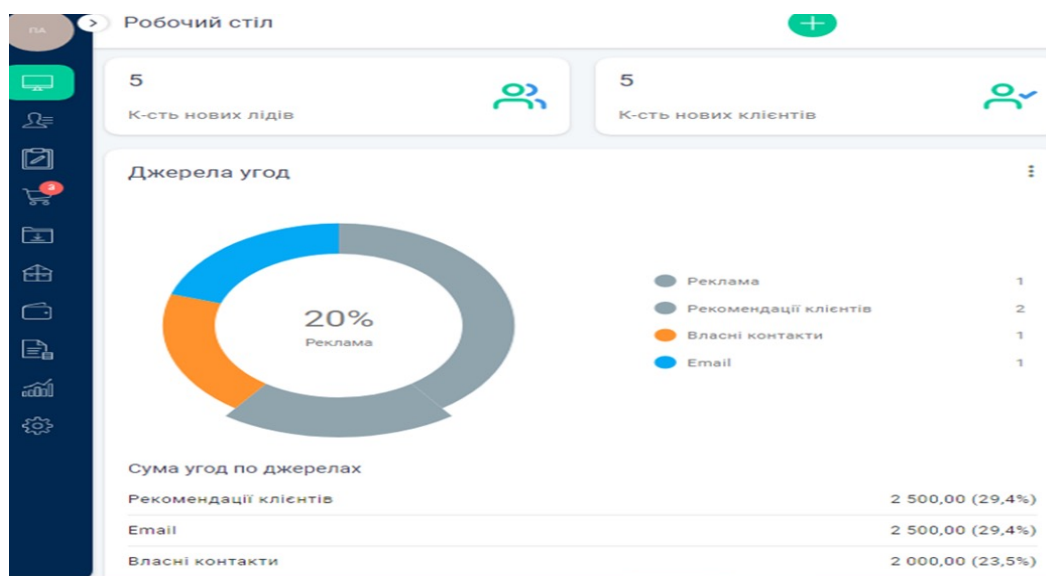 ПА
Робочий стіл
5
К-сть нових лідів
5
К-сть нових клієнтів
3
Джерела угод
20%
Реклама
Реклама 1
Рекомендації клієнтів 2
Власні контакти 1
Email 1
Сума угод по джерелах
Рекомендації клієнтів 2 500,00 (29,4%)
Email 2 500,00 (29,4%)
Власні контакти 2 000,00 (23,5%)